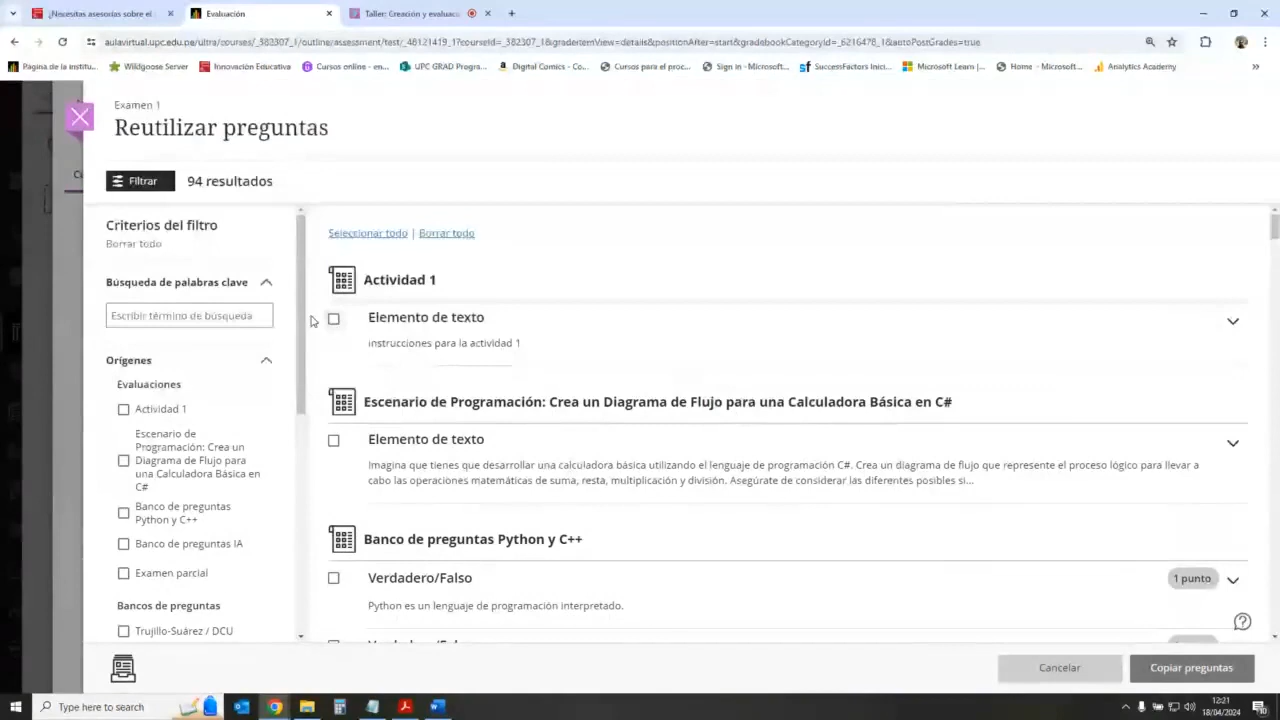 ¿Necesitas asesorías sobre el
Evaluación
Taller: Creación y evaluaci
aulavirtual.upc.edu.pe/ultra/courses/_382307_1/outline/assessment/test/_48121419_1?courseId=_382307_1&gradeitemView=details&positionAfter=start&gradebookCategoryId=_6216478_1&autoPostGrades=true
Página de la institu...
Wildgoose Server
Innovación Educativa
Cursos online - en...
UPC GRAD Progra...
Digital Comics - Co...
Cursos para el proc...
Sign in - Microsoft...
SuccessFactors Inici...
Microsoft Learn |...
Home - Microsoft...
Analytics Academy
Examen 1
Reutilizar preguntas
Filtrar
94 resultados
Criterios del filtro
Borrar todo
Búsqueda de palabras clave
Escribir término de búsqueda
Orígenes
Evaluaciones
Actividad 1
Escenario de
Programación: Crea un
Diagrama de Flujo para
una Calculadora Básica en
C#
Banco de preguntas
Python y C++
Banco de preguntas IA
Examen parcial
Bancos de preguntas
Trujillo-Suárez / DCU
Seleccionar todo | Borrar todo
Actividad 1
Elemento de texto
instrucciones para la actividad 1
Escenario de Programación: Crea un Diagrama de Flujo para una Calculadora Básica en C#
Elemento de texto
Imagina que tienes que desarrollar una calculadora básica utilizando el lenguaje de programación C#. Crea un diagrama de flujo que represente el proceso lógico para llevar a
cabo las operaciones matemáticas de suma, resta, multiplicación y división. Asegúrate de considerar las diferentes posibles si...
Banco de preguntas Python y C++
Verdadero/Falso
1 punto
Python es un lenguaje de programación interpretado.
Cancelar
Copiar preguntas
Type here to search
12:21
18/04/2024